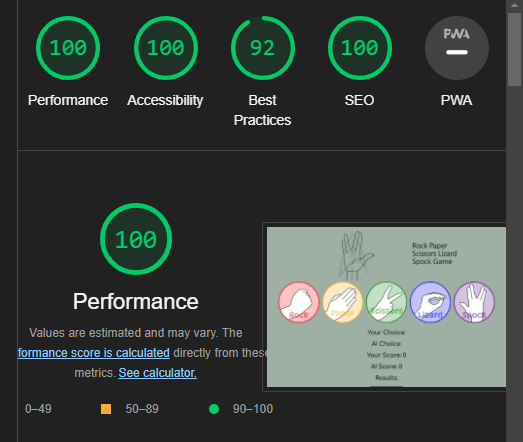 100 100 92 100 PWA
Performance Accessibility Best Practices SEO PWA
100
Performance
Values are estimated and may vary. The
formance score is calculated directly from these
metrics. See calculator.
0–49 50–89 90–100
Rock Paper
Scissors Lizard
Spock Game
Rock Paper Scissors Lizard Spock
Your Choice:
AI Choice:
Your Score: 0
AI Score: 0
Results: